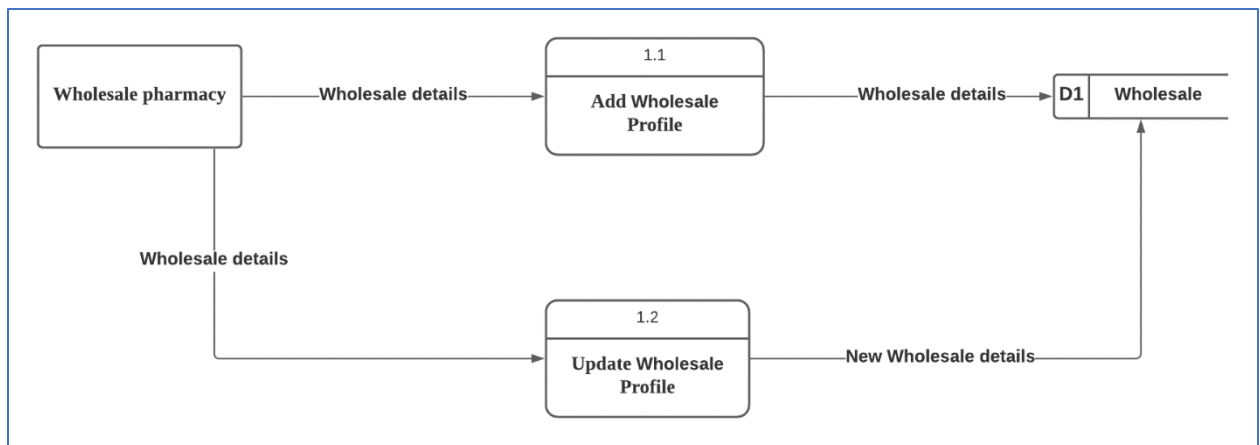 1.1
Wholesale pharmacy
Wholesale details
Add Wholesale
Profile
Wholesale details
D1
Wholesale
Wholesale details
1.2
Update Wholesale
Profile
New Wholesale details